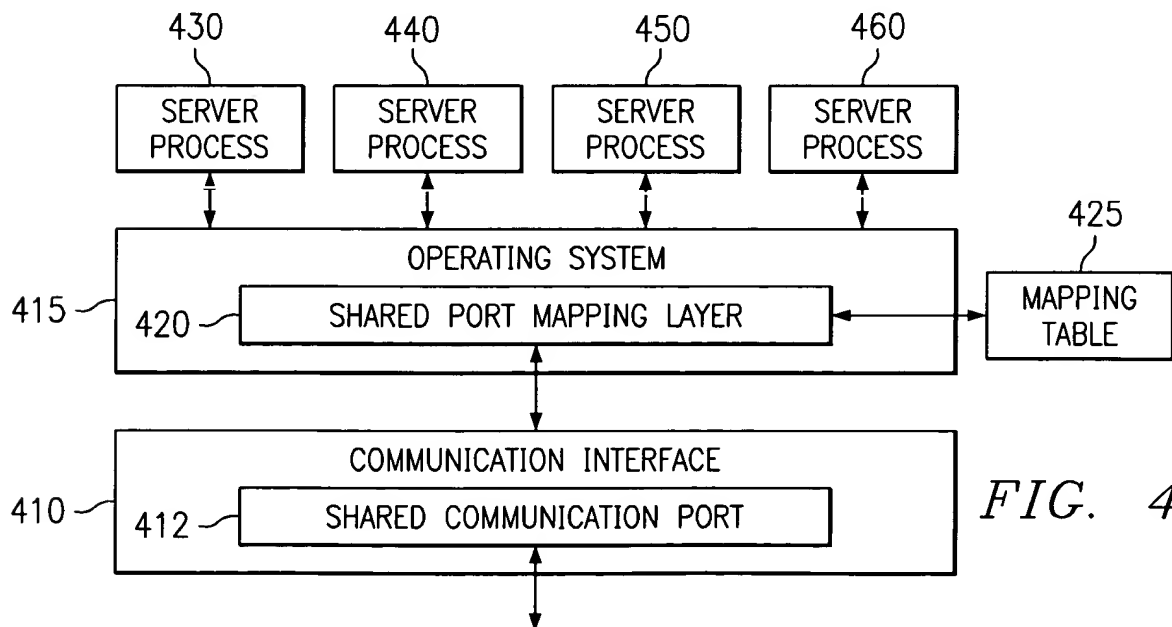 430 440 450 460
SERVER PROCESS
SERVER PROCESS
SERVER PROCESS
SERVER PROCESS
425
OPERATING SYSTEM
415
420
SHARED PORT MAPPING LAYER
MAPPING
TABLE
COMMUNICATION INTERFACE
410
412
SHARED COMMUNICATION PORT
FIG. 4